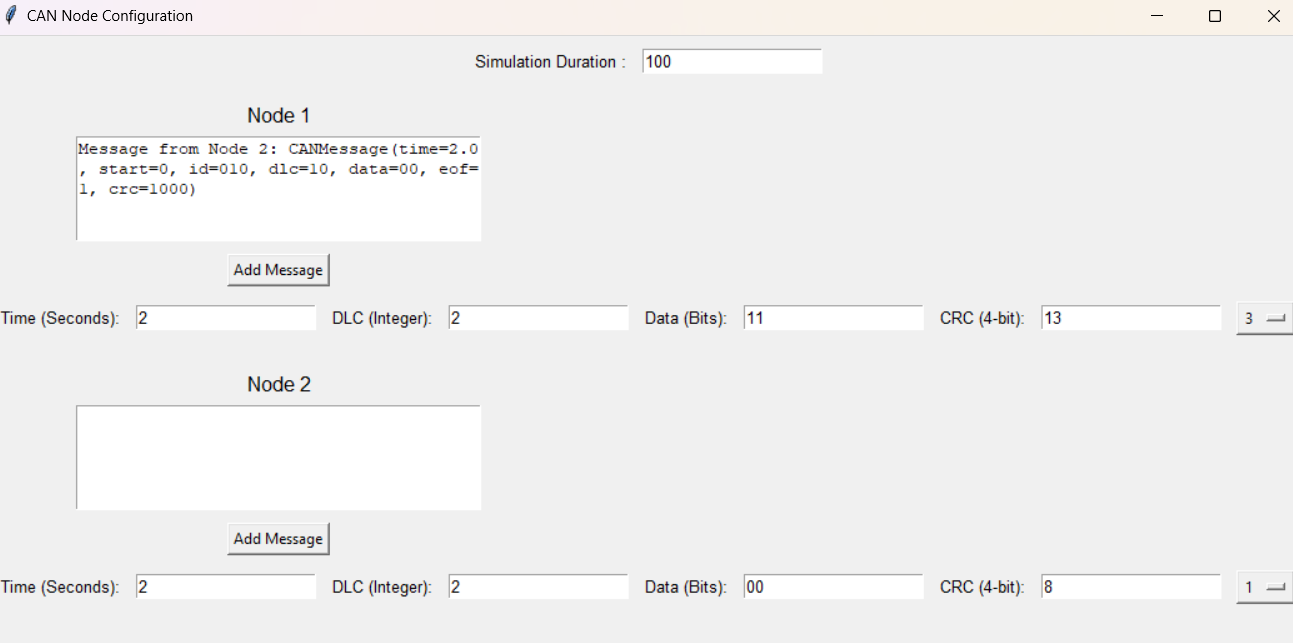 CAN Node Configuration
Simulation Duration : 100
Node 1
Message from Node 2: CANMessage(time=2.0
, start=0, id=010, dlc=10, data=00, eof=
1, crc=1000)
Add Message
Time (Seconds): 2 DLC (Integer): 2 Data (Bits): 11 CRC (4-bit): 13 3
Node 2
Add Message
Time (Seconds): 2 DLC (Integer): 2 Data (Bits): 00 CRC (4-bit): 8 1